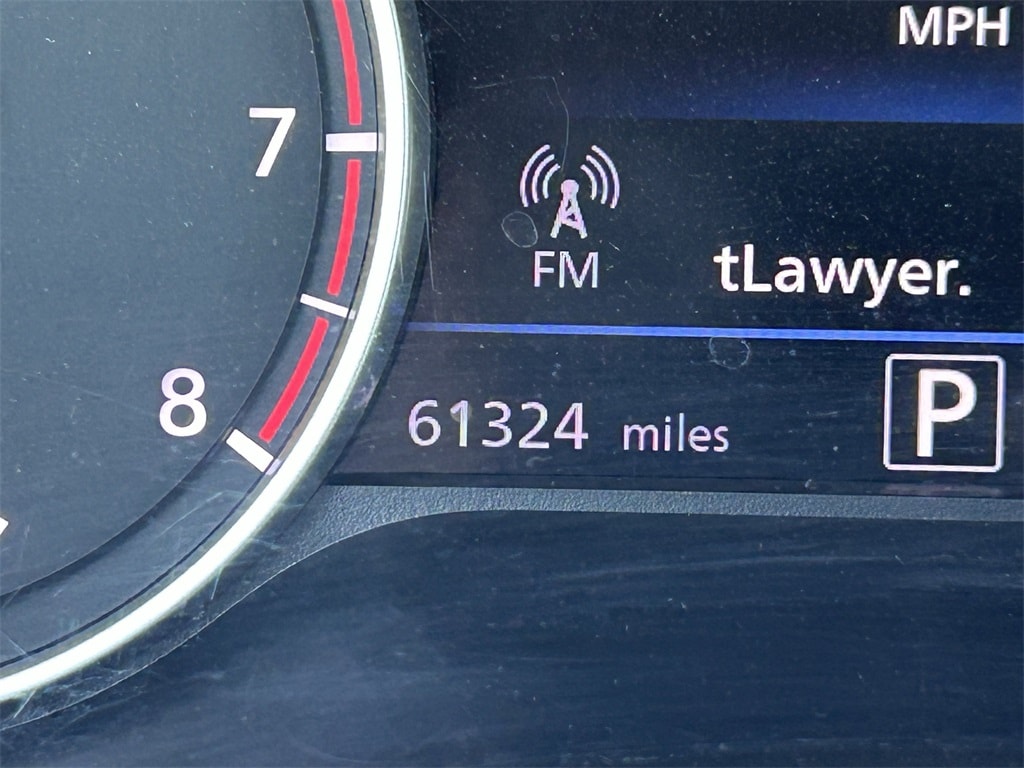 MPH
7
FM
tLawyer.
8
61324 miles
P